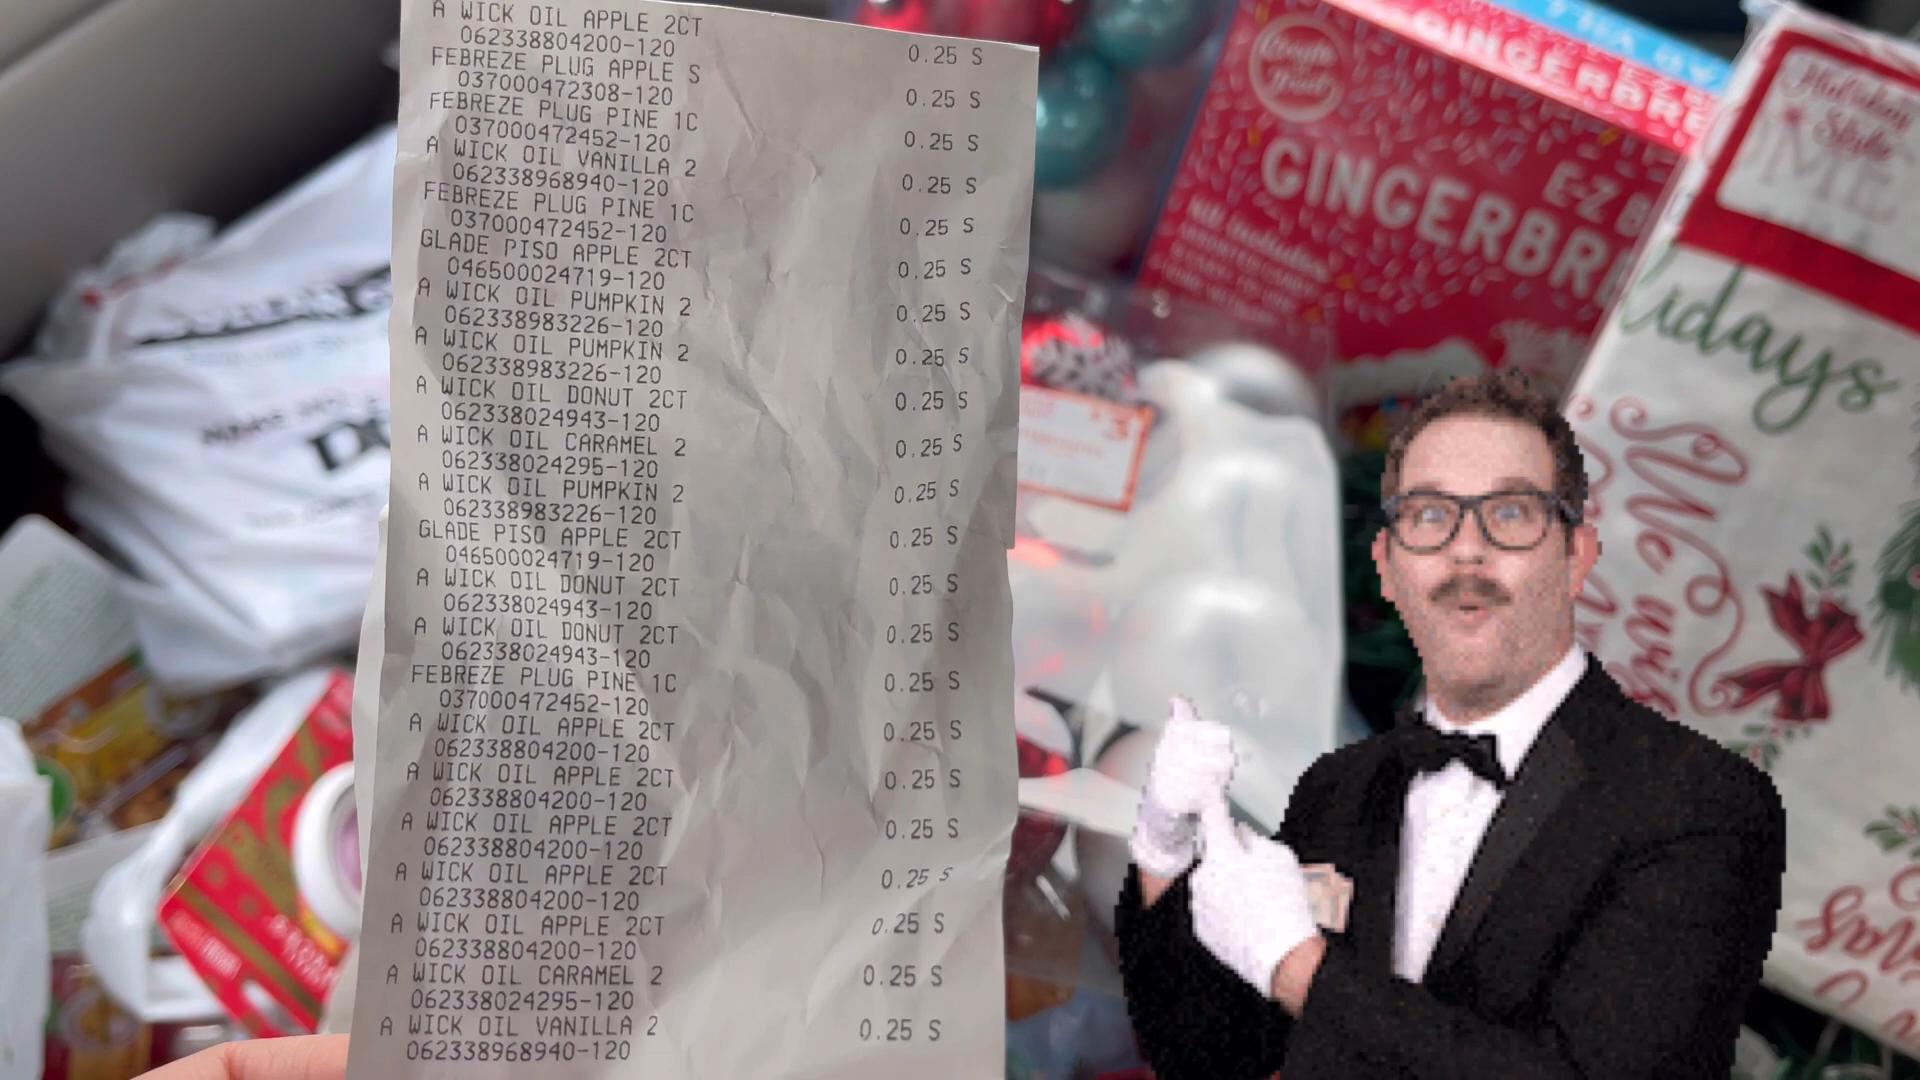 A WICK OIL APPLE 2CT 0.25 S
062338804200-120
FEBREZE PLUG APPLE S 0.25 S
037000472308-120
FEBREZE PLUG PINE 1C 0.25 S
037000472452-120
A WICK OIL VANILLA 2 0.25 S
062338968940-120
FEBREZE PLUG PINE 1C 0.25 S
037000472452-120
GLADE PISO APPLE 2CT 0.25 S
046500024719-120
A WICK OIL PUMPKIN 2 0.25 S
062338983226-120
A WICK OIL PUMPKIN 2 0.25 S
062338983226-120
A WICK OIL DONUT 2CT 0.25 S
062338024943-120
A WICK OIL CARAMEL 2 0.25 S
062338024295-120
A WICK OIL PUMPKIN 2 0.25 S
062338983226-120
GLADE PISO APPLE 2CT 0.25 S
046500024719-120
A WICK OIL DONUT 2CT 0.25 S
062338024943-120
A WICK OIL DONUT 2CT 0.25 S
062338024943-120
FEBREZE PLUG PINE 1C 0.25 S
037000472452-120
A WICK OIL APPLE 2CT 0.25 S
062338804200-120
A WICK OIL APPLE 2CT 0.25 S
062338804200-120
A WICK OIL APPLE 2CT 0.25 S
062338804200-120
A WICK OIL APPLE 2CT 0.25 S
062338804200-120
A WICK OIL APPLE 2CT 0.25 S
062338804200-120
A WICK OIL CARAMEL 2 0.25 S
062338024295-120
A WICK OIL VANILLA 2 0.25 S
062338968940-120
E-Z
GINGERBR
Kit includes
$3
Holiday
Style
ME
lidays
We wis